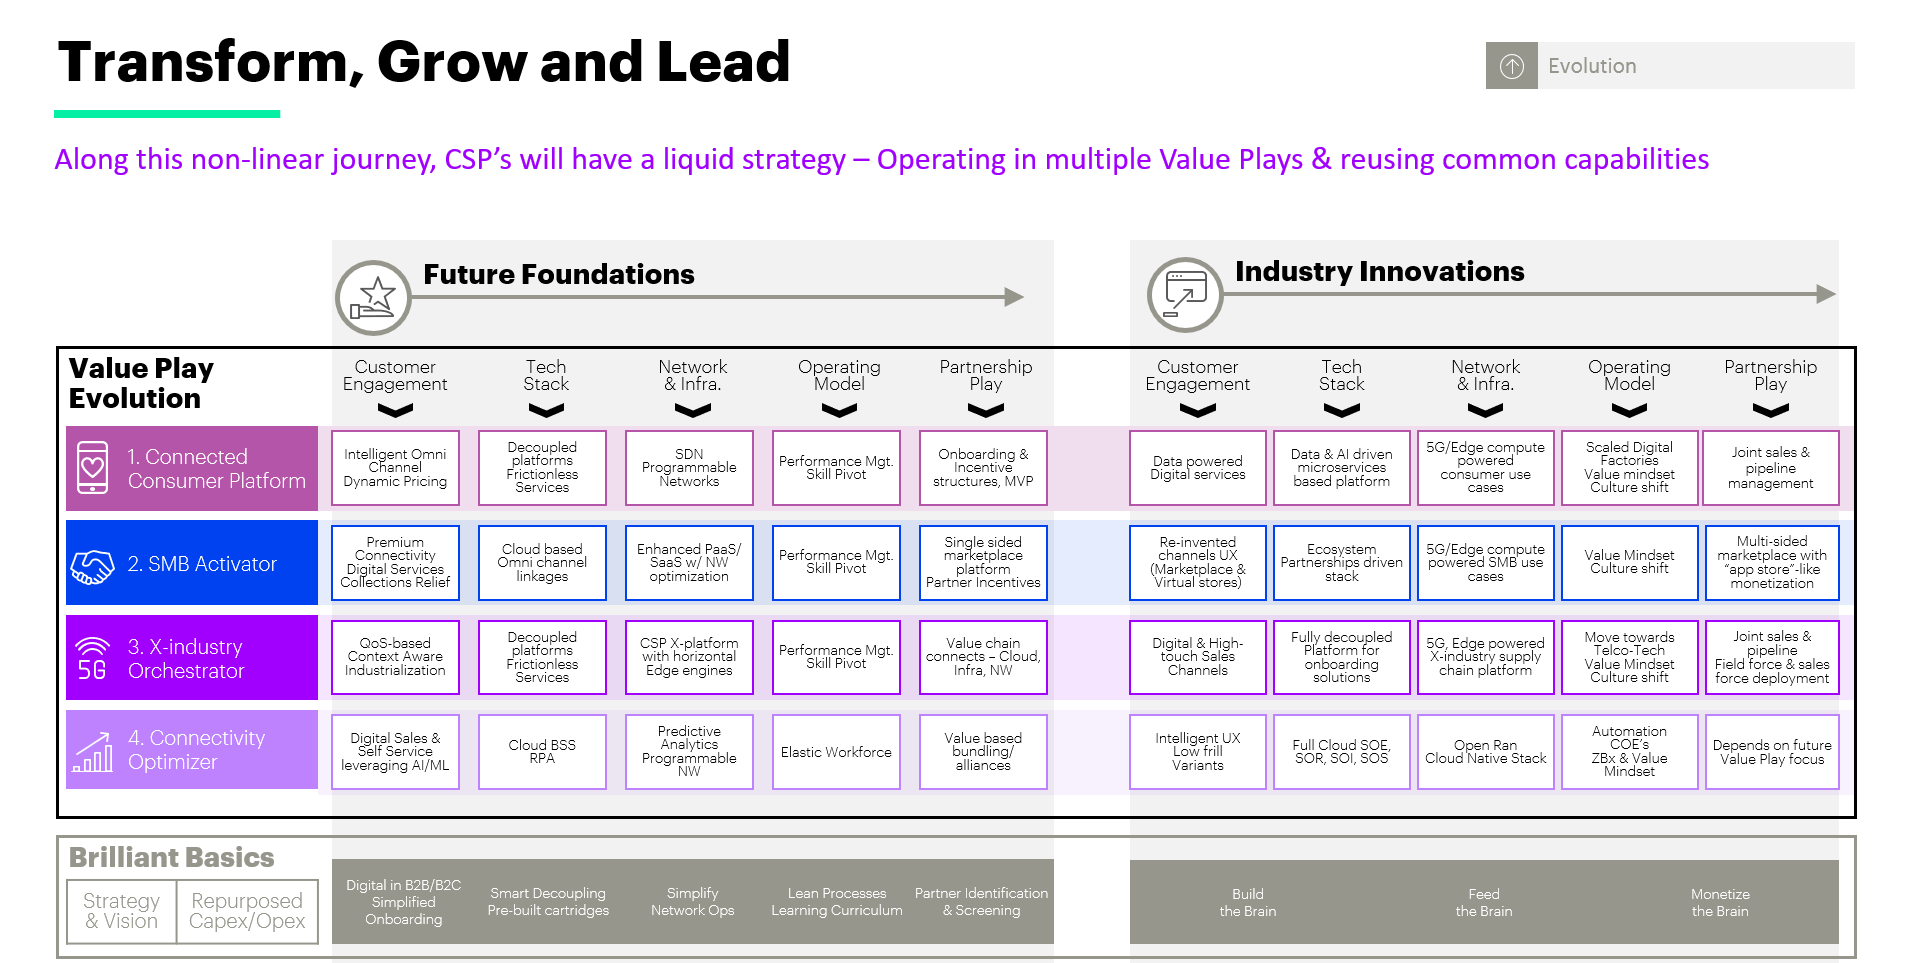 Transform, Grow and Lead
Evolution
Along this non-linear journey, CSP's will have a liquid strategy – Operating in multiple Value Plays & reusing common capabilities
Future Foundations
Industry Innovations
Value Play
Evolution
Customer
Engagement
Tech
Stack
Network
& Infra.
Operating
Model
Partnership
Play
Customer
Engagement
Tech
Stack
Network
& Infra.
Operating
Model
Partnership
Play
1. Connected
Consumer Platform
Intelligent Omni
Channel
Dynamic Pricing
Decoupled
platforms
Frictionless
Services
SDN
Programmable
Networks
Performance Mgt.
Skill Pivot
Onboarding &
Incentive
structures, MVP
Data powered
Digital services
Data & AI driven
microservices
based platform
5G/Edge compute
powered
consumer use
cases
Scaled Digital
Factories
Value mindset
Culture shift
Joint sales &
pipeline
management
2. SMB Activator
Premium
Connectivity
Digital Services
Collections Relief
Cloud based
Omni channel
linkages
Enhanced PaaS/
SaaS w/ NW
optimization
Performance Mgt.
Skill Pivot
Single sided
marketplace
platform
Partner Incentives
Re-invented
channels UX
(Marketplace &
Virtual stores)
Ecosystem
Partnerships driven
stack
5G/Edge compute
powered SMB use
cases
Value Mindset
Culture shift
Multi-sided
marketplace with
“app store”-like
monetization
5G
3. X-industry
Orchestrator
QoS-based
Context Aware
Industrialization
Decoupled
platforms
Frictionless
Services
CSP X-platform
with horizontal
Edge engines
Performance Mgt.
Skill Pivot
Value chain
connects – Cloud,
Infra, NW
Digital & High-
touch Sales
Channels
Fully decoupled
Platform for
onboarding
solutions
5G, Edge powered
X-industry supply
chain platform
Move towards
Telco-Tech
Value Mindset
Culture shift
Joint sales &
pipeline
Field force & sales
force deployment
4. Connectivity
Optimizer
Digital Sales &
Self Service
leveraging AI/ML
Cloud BSS
RPA
Predictive
Analytics
Programmable
NW
Elastic Workforce
Value based
bundling/
alliances
Intelligent UX
Low frill
Variants
Full Cloud SOE,
SOR, SOI, SOS
Open Ran
Cloud Native Stack
Automation
COE's
ZBx & Value
Mindset
Depends on future
Value Play focus
Brilliant Basics
Strategy
& Vision
Repurposed
Capex/Opex
Digital in B2B/B2C
Simplified
Onboarding
Smart Decoupling
Pre-built cartridges
Simplify
Network Ops
Lean Processes
Learning Curriculum
Partner Identification
& Screening
Build
the Brain
Feed
the Brain
Monetize
the Brain